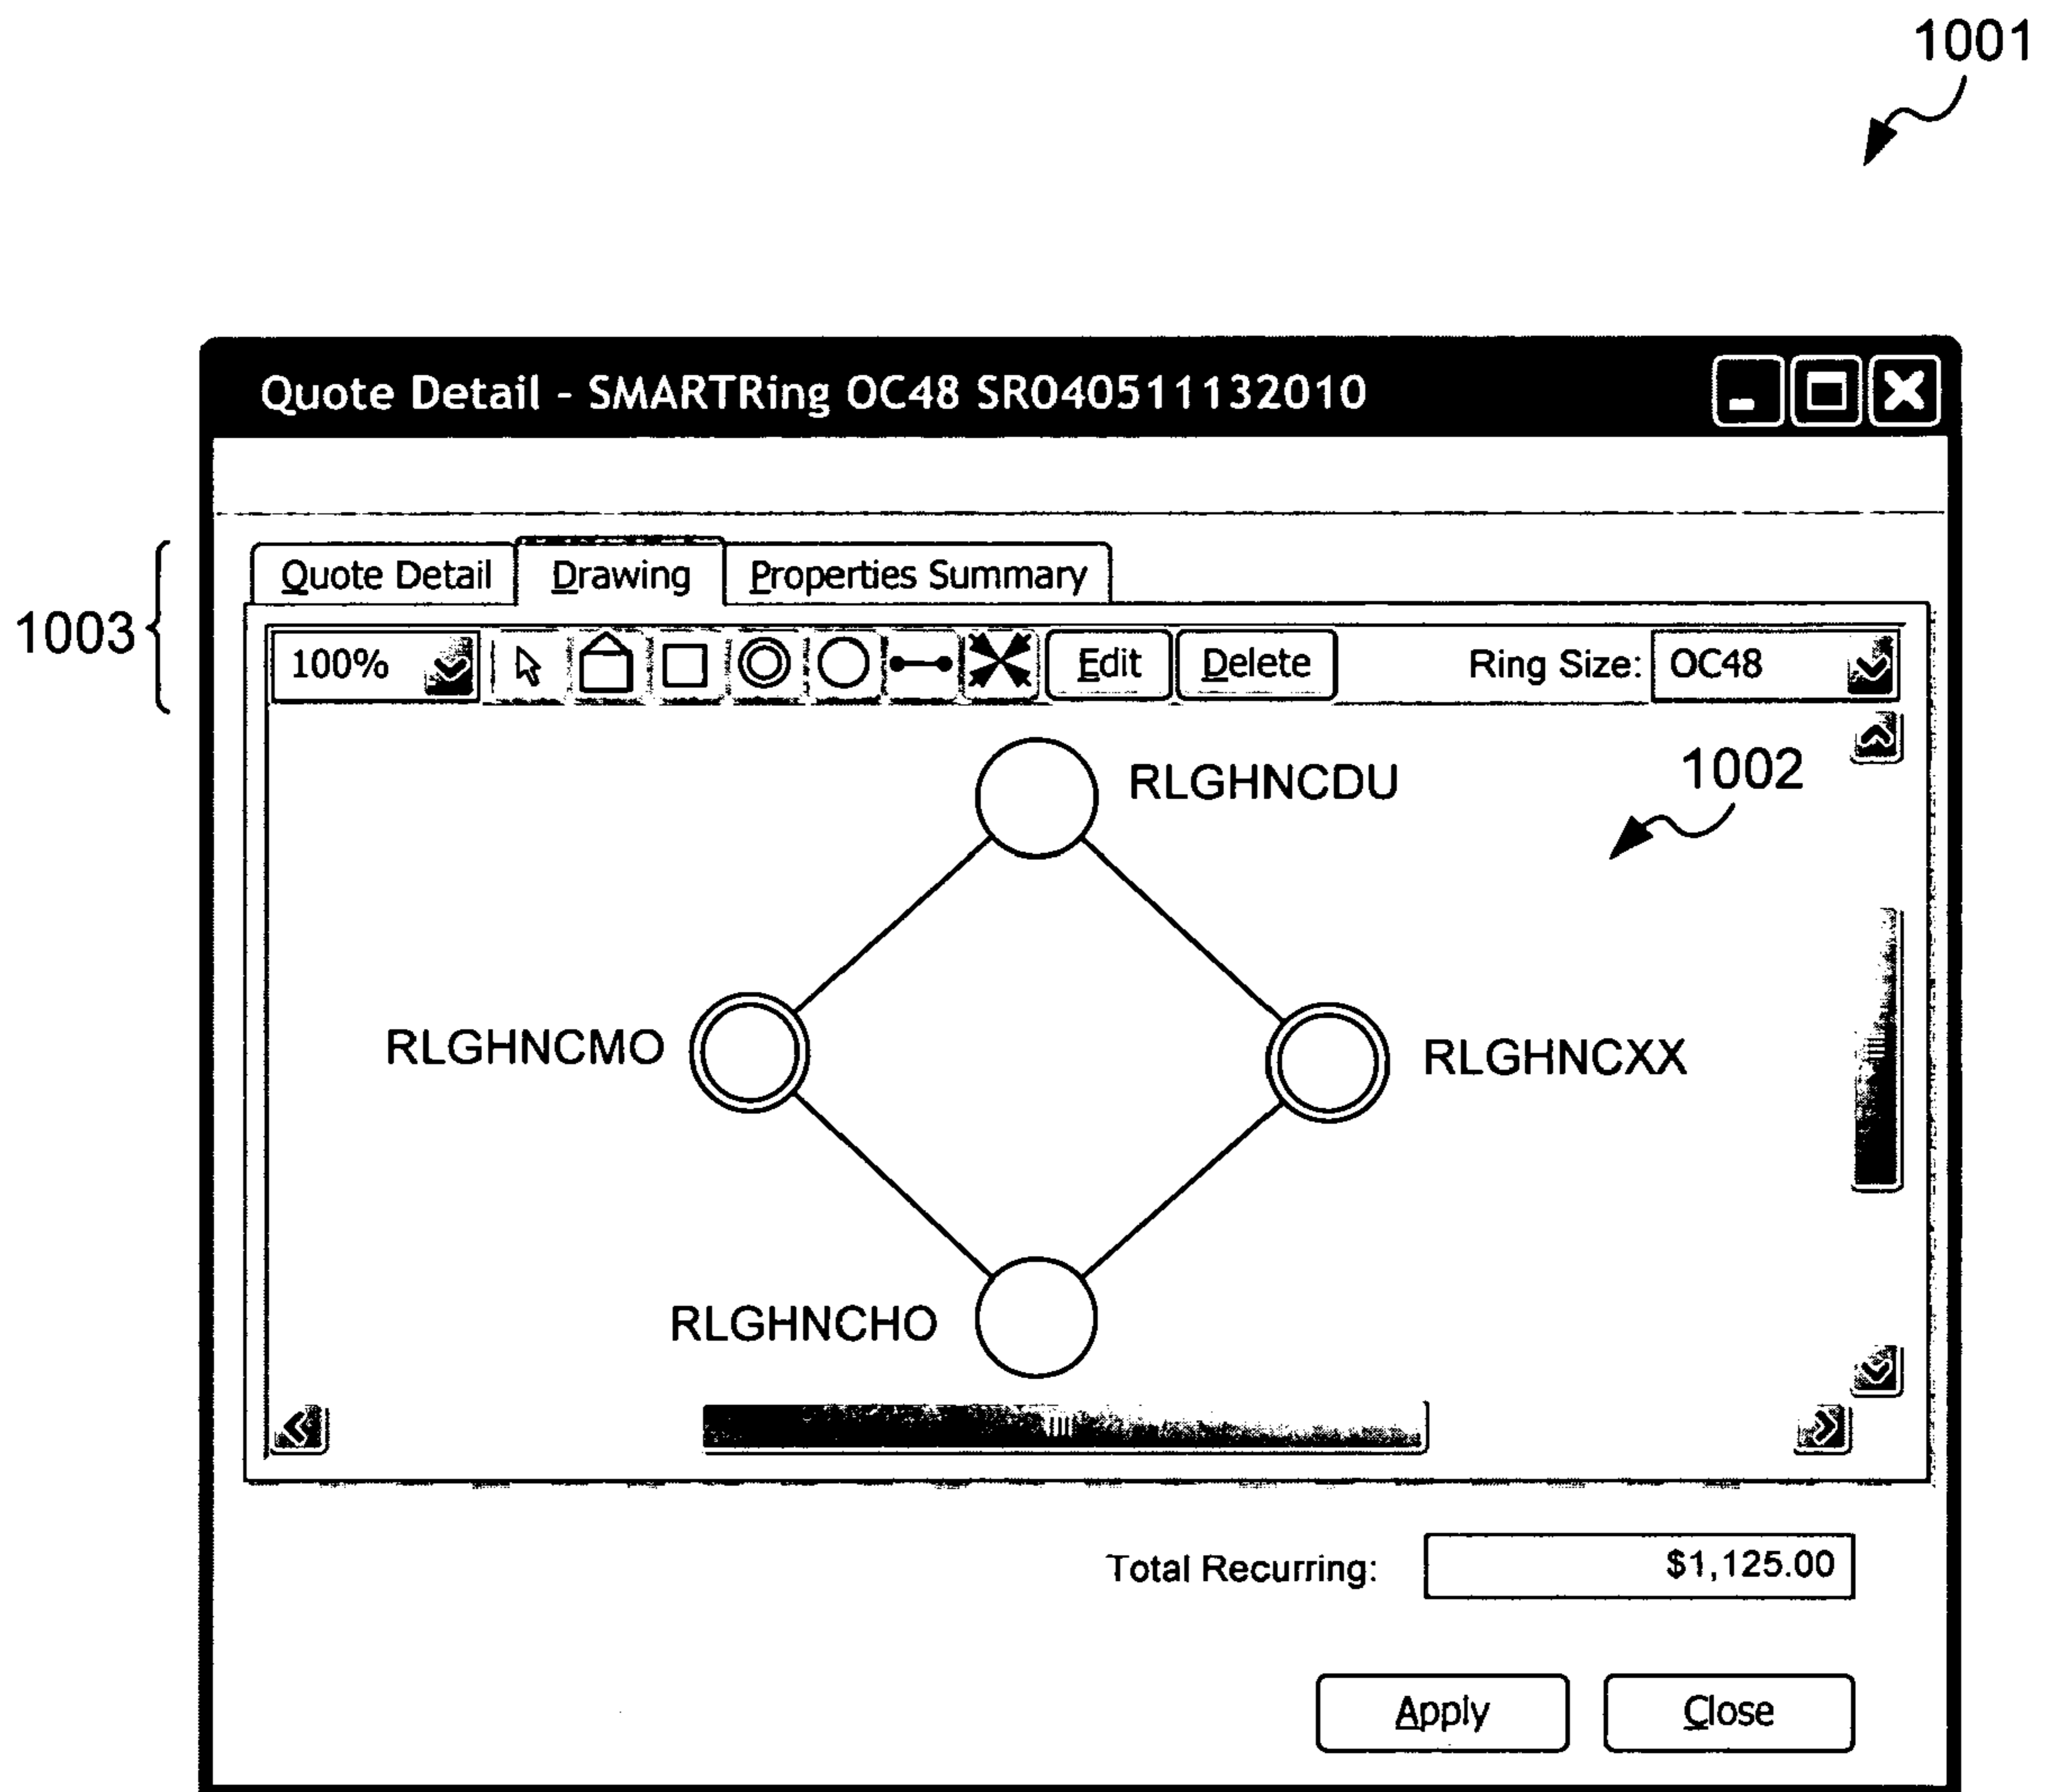 1001
Quote Detail - SMARTRing OC48 SR040511132010
Quote Detail Drawing Properties Summary
1003
100% Edit Delete Ring Size: OC48
RLGHNCDU
1002
RLGHNCMO
RLGHNCXX
RLGHNCHO
Total Recurring: $1,125.00
Apply Close